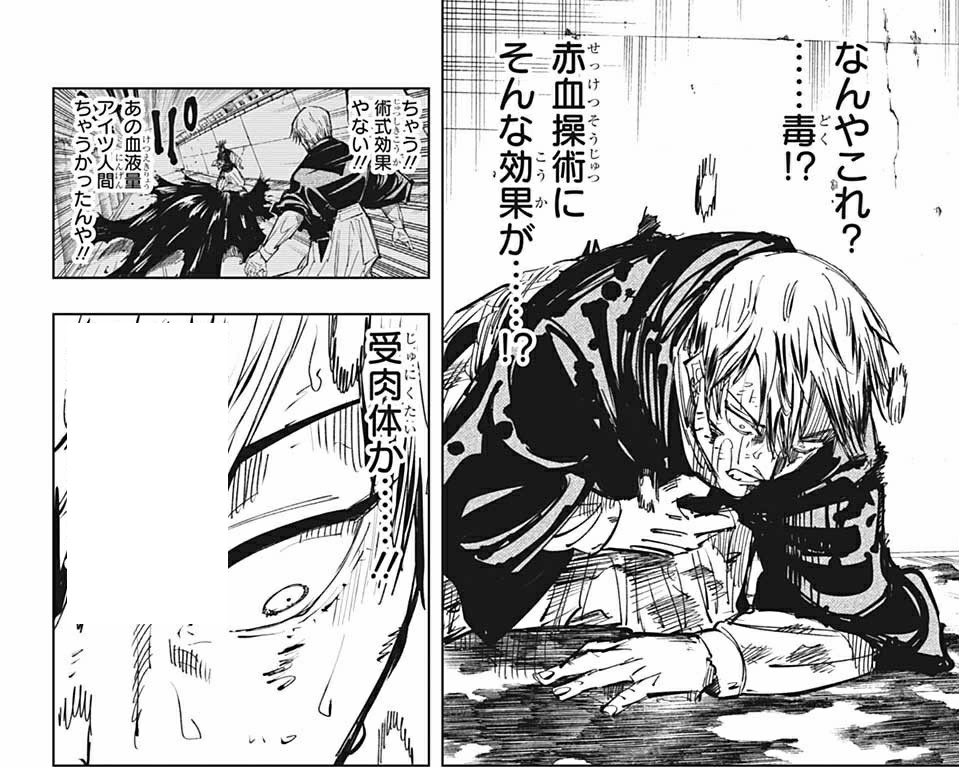 なんやこれ?
……毒!?
赤血操術に
そんな効果が………!?
ちゃう!!
術式効果
やない!!
あの血液量
アイツ人間
ちゃうかったんや!!
受肉体か………!!